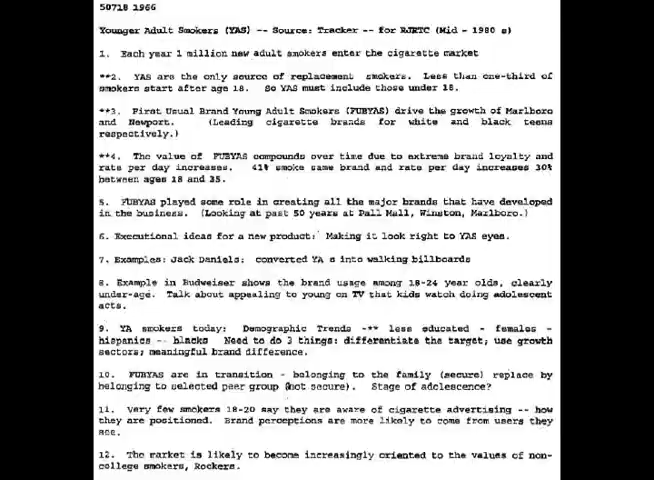 50718 1966
Younger Adult Smokers (YAS) -- Source: Tracker -- for RJRTC (Mid - 1980 s)
1. Each year 1 million new adult smokers enter the cigarette market
**2. YAS are the only source of replacement smokers. Less than one-third of
smokers start after age 18. So YAS must include those under 18.
**3. First Usual Brand Young Adult Smokers (FUBYAS) drive the growth of Marlboro
and Newport. (Leading cigarette brands for white and black teens
respectively.)
**4. The value of FUBYAS compounds over time due to extreme brand loyalty and
rate per day increases. 41% smoke same brand and rate per day increases 30%
between ages 18 and 35.
5. FUBYAS played some role in creating all the major brands that have developed
in the business. (Looking at past 50 years at Pall Mall, Winston, Marlboro.)
6. Executional ideas for a new product: Making it look right to YAS eyes.
7. Examples: Jack Daniels: converted YA s into walking billboards
8. Example in Budweiser shows the brand usage among 18-24 year olds, clearly
under-age. Talk about appealing to young on TV that kids watch doing adolescent
acts.
9. YA smokers today: Demographic Trends -** less educated - females -
hispanics -- blacks Need to do 3 things: differentiate the target; use growth
sectors; meaningful brand difference.
10. FUBYAS are in transition - belonging to the family (secure) replace by
belonging to selected peer group (not secure). Stage of adolescence?
11. Very few smokers 18-20 say they are aware of cigarette advertising -- how
they are positioned. Brand perceptions are more likely to come from users they
see.
12. The market is likely to become increasingly oriented to the values of non-
college smokers, Rockers.